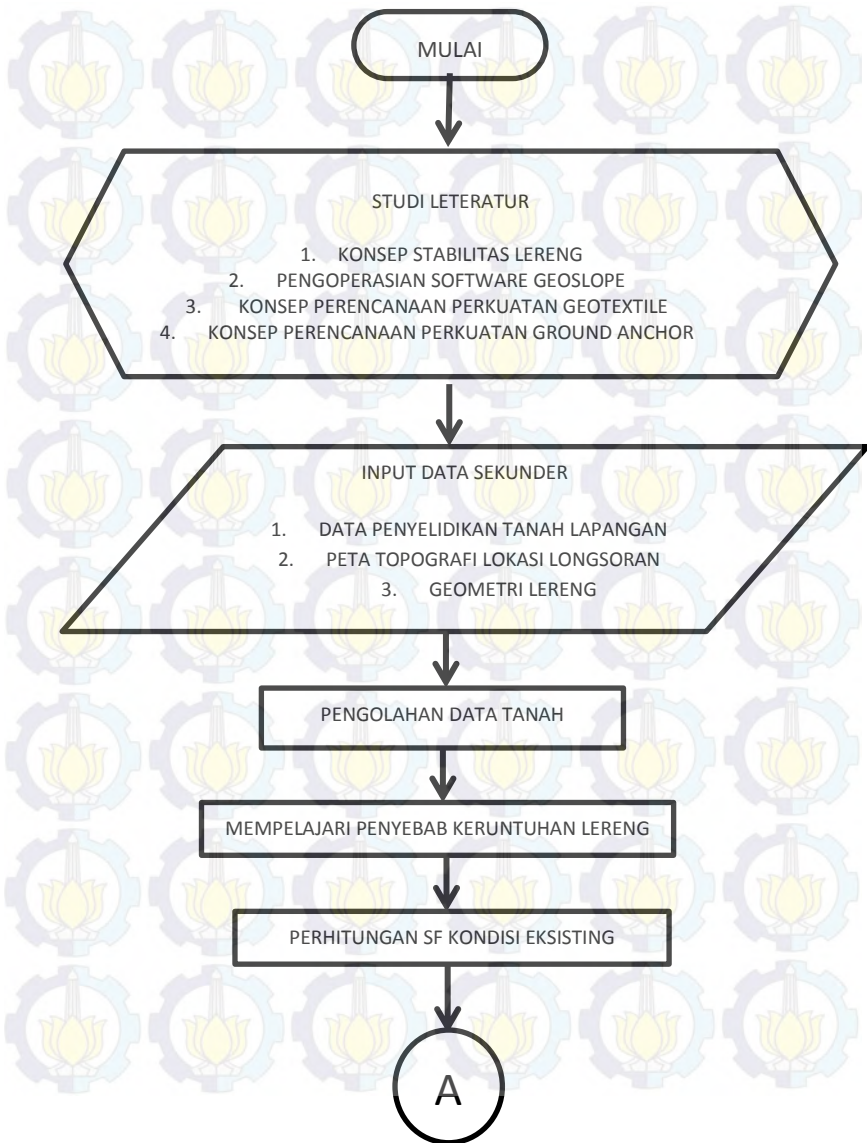 MULAI
STUDI LETERATUR
1. KONSEP STABILITAS LERENG
2. PENGOPERASIAN SOFTWARE GEOSLOPE
3. KONSEP PERENCANAAN PERKUATAN GEOTEXTILE
4. KONSEP PERENCANAAN PERKUATAN GROUND ANCHOR
INPUT DATA SEKUNDER
1. DATA PENYELIDIKAN TANAH LAPANGAN
2. PETA TOPOGRAFI LOKASI LONGSORAN
3. GEOMETRI LERENG
PENGOLAHAN DATA TANAH
MEMPELAJARI PENYEBAB KERUNTUHAN LERENG
PERHITUNGAN SF KONDISI EKSISTING
A